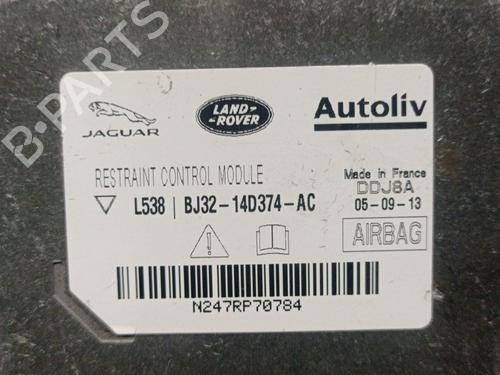 B-PARTS
JAGUAR
LAND-
ROVER
Autoliv
RESTRAINT CONTROL MODULE
Made in France
DDJ8A
L538 | BJ32-14D374-AC
05-09-13
AIRBAG
N247RP70784